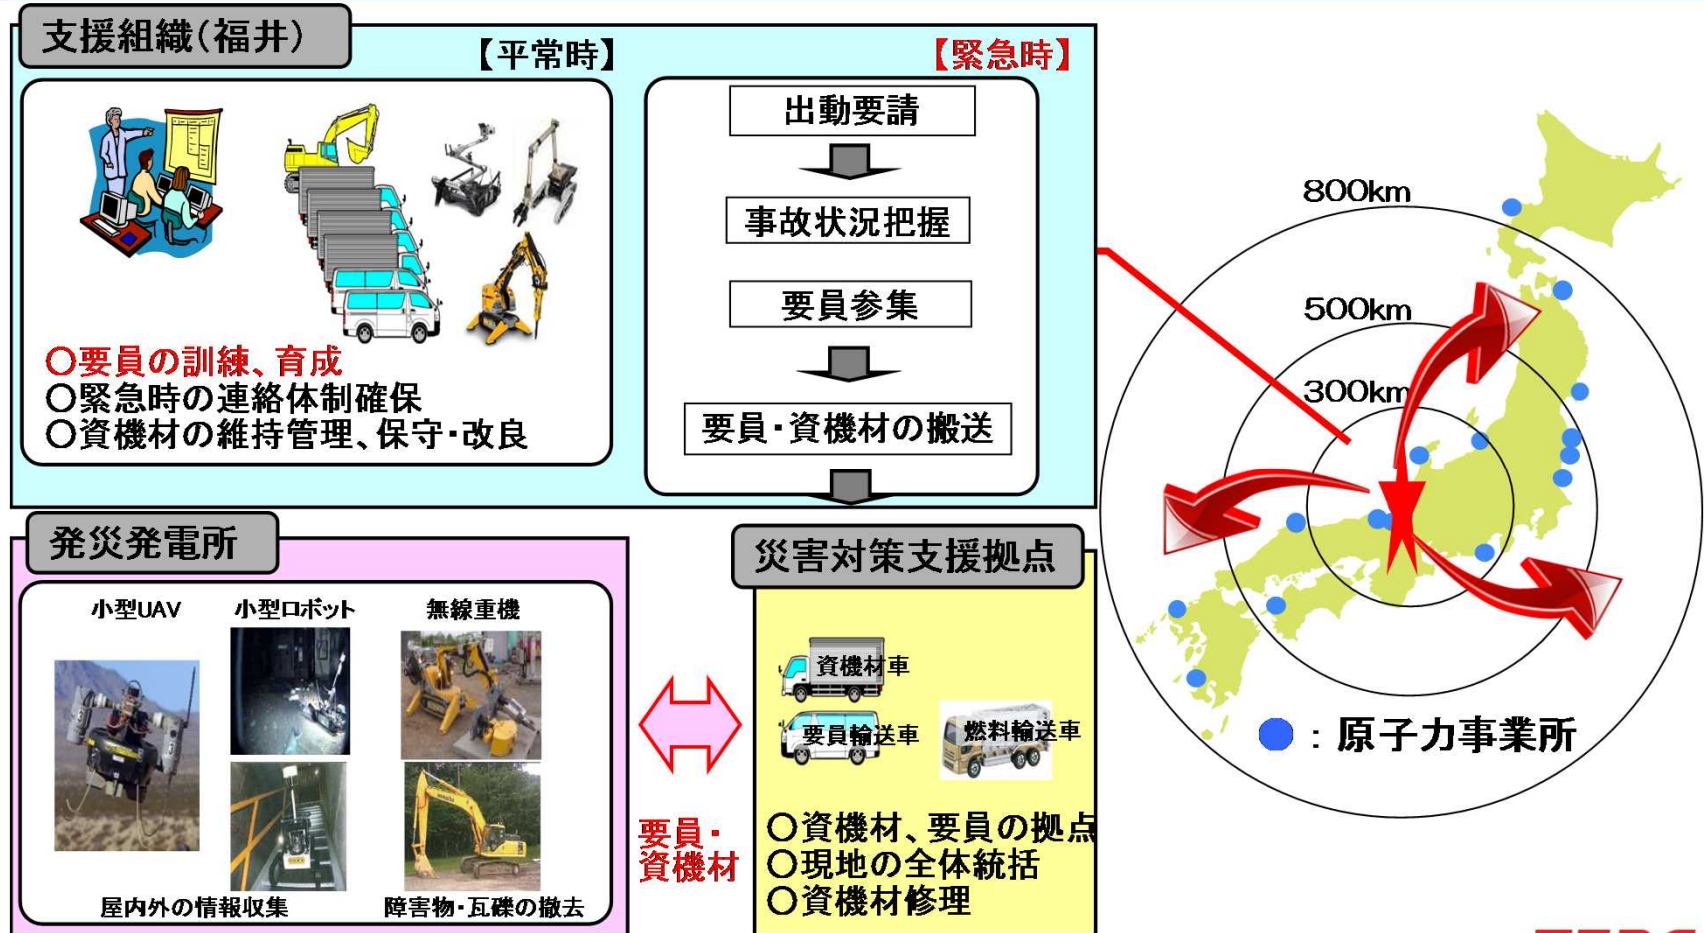 支援組織(福井)
【平常時】
【緊急時】
〇要員の訓練、育成
〇緊急時の連絡体制確保
〇資機材の維持管理、保守・改良
出動要請
事故状況把握
要員参集
要員・資機材の搬送
800km
500km
300km
●：原子力事業所
発災発電所
小型UAV
小型ロボット
無線重機
屋内外の情報収集
障害物・瓦礫の撤去
要員・
資機材
災害対策支援拠点
資機材車
要員輸送車
燃料輸送車
〇資機材、要員の拠点
〇現地の全体統括
〇資機材修理